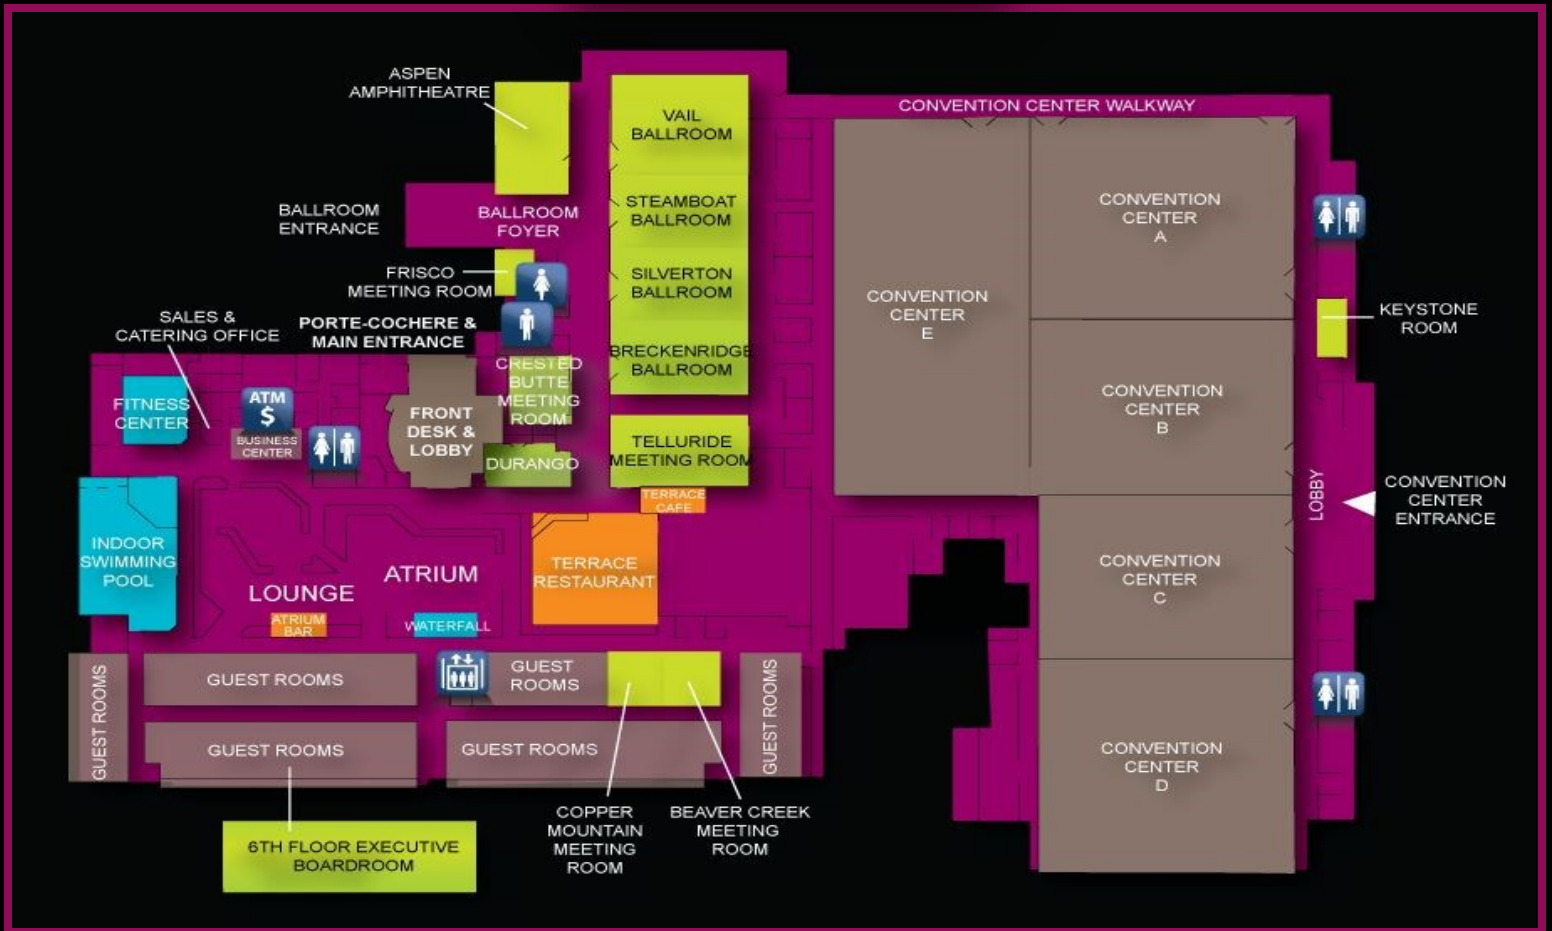 ASPEN
AMPHITHEATRE
VAIL
BALLROOM
CONVENTION CENTER WALKWAY
STEAMBOAT
BALLROOM
CONVENTION
CENTER
A
BALLROOM
ENTRANCE
BALLROOM
FOYER
FRISCO
MEETING ROOM
SILVERTON
BALLROOM
CONVENTION
CENTER
E
KEYSTONE
ROOM
SALES &
CATERING OFFICE
PORTE-COCHERE &
MAIN ENTRANCE
BRECKENRIDGE
BALLROOM
CRESTED
BUTTE
MEETING
ROOM
CONVENTION
CENTER
B
FITNESS
CENTER
ATM
$
BUSINESS
CENTER
FRONT
DESK &
LOBBY
DURANGO
TELLURIDE
MEETING ROOM
TERRACE
CAFE
LOBBY
CONVENTION
CENTER
ENTRANCE
INDOOR
SWIMMING
POOL
LOUNGE
ATRIUM
TERRACE
RESTAURANT
CONVENTION
CENTER
C
ATRIUM
BAR
WATERFALL
GUEST ROOMS
GUEST ROOMS
GUEST
ROOMS
GUEST ROOMS
GUEST ROOMS
GUEST ROOMS
CONVENTION
CENTER
D
6TH FLOOR EXECUTIVE
BOARDROOM
COPPER
MOUNTAIN
MEETING
ROOM
BEAVER CREEK
MEETING
ROOM